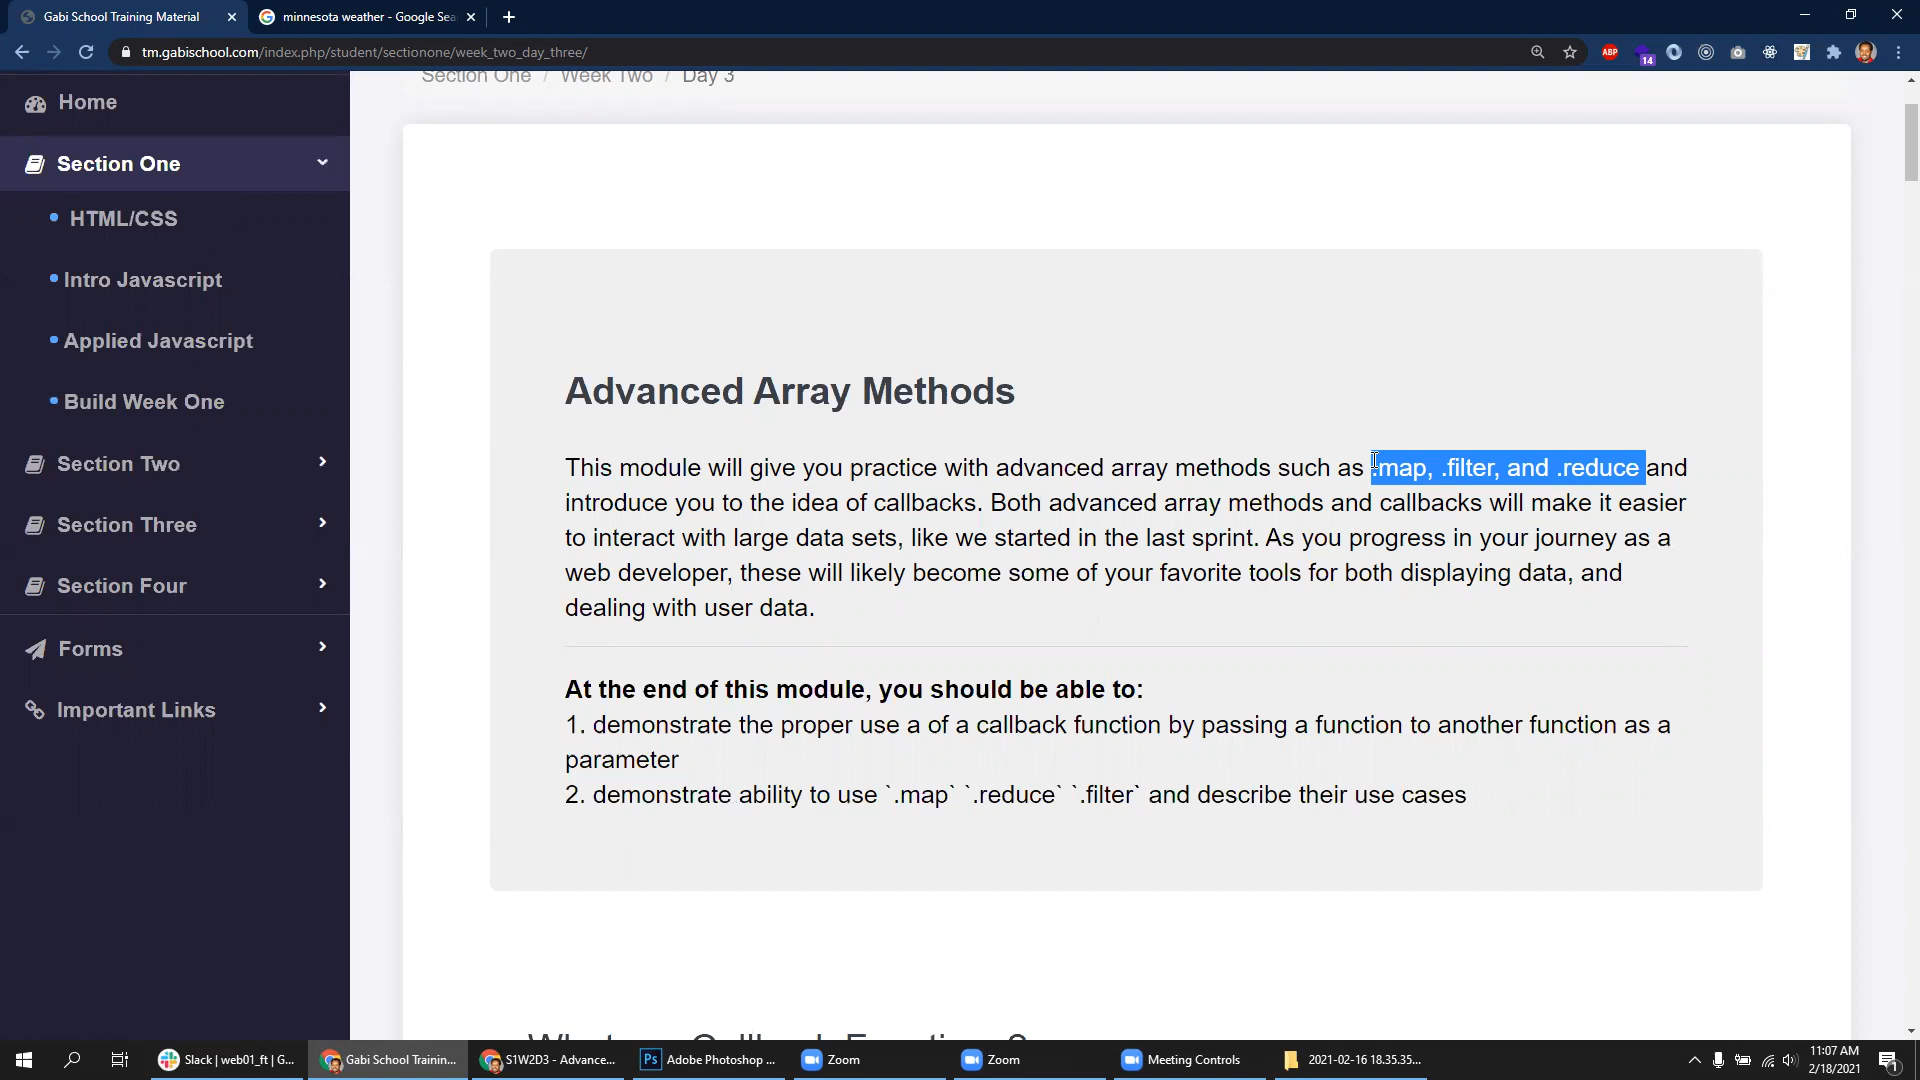 Gabi School Training Material
minnesota weather - Google Sea
tm.gabischool.com/index.php/student/sectionone/week_two_day_three/
ABP
14
Home
Section One
HTML/CSS
Intro Javascript
Applied Javascript
Build Week One
Section Two
Section Three
Section Four
Forms
Important Links
Section One / Week Two / Day 3
Advanced Array Methods
This module will give you practice with advanced array methods such as .map, .filter, and .reduce and
introduce you to the idea of callbacks. Both advanced array methods and callbacks will make it easier
to interact with large data sets, like we started in the last sprint. As you progress in your journey as a
web developer, these will likely become some of your favorite tools for both displaying data, and
dealing with user data.
At the end of this module, you should be able to:
1. demonstrate the proper use a of a callback function by passing a function to another function as a
parameter
2. demonstrate ability to use `.map` `.reduce` `.filter` and describe their use cases
Slack | web01_ft | G...
Gabi School Trainin...
S1W2D3 - Advance...
Ps
Adobe Photoshop ...
Zoom
Zoom
Meeting Controls
2021-02-16 18.35.35...
11:07 AM
2/18/2021
1